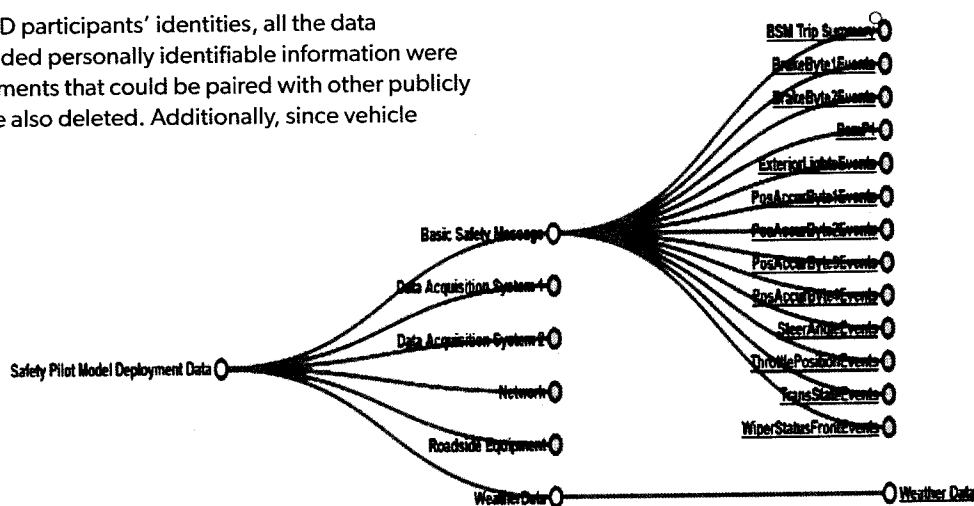 D participants' identities, all the data
ded personally identifiable information were
ments that could be paired with other publicly
e also deleted. Additionally, since vehicle
BSM Trip Summary
BrakeByte1Events
BrakeByte2Events
BsmP1
ExteriorLightsEvents
PosAccurByte1Events
PosAccurByte2Events
PosAccurByte3Events
PosAccurByte4Events
SteerAngleEvents
ThrottlePositionEvents
TransStateEvents
WiperStatusFrontEvents
Basic Safety Message
Data Acquisition System 1
Data Acquisition System 2
Safety Pilot Model Deployment Data
Network
Roadside Equipment
WeatherData
Weather Data